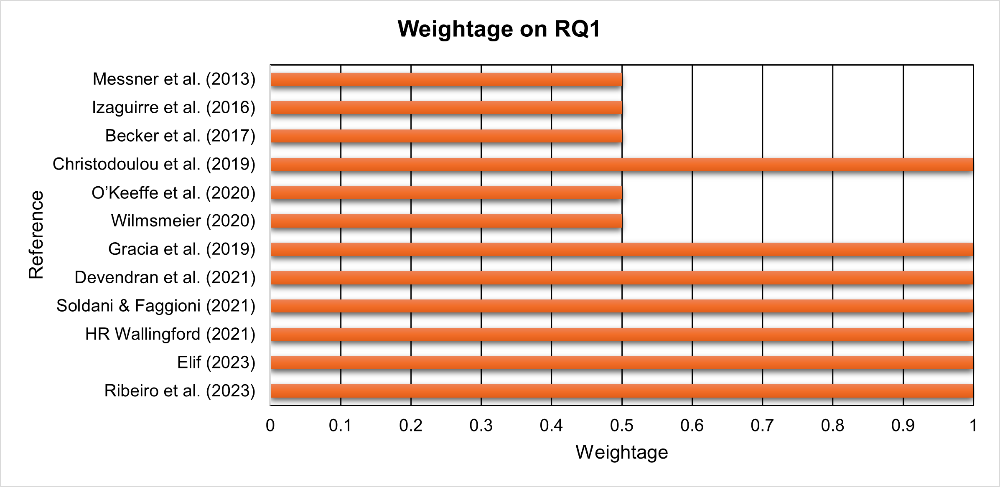 Weightage on RQ1
Reference
Messner et al. (2013)
Izaguirre et al. (2016)
Becker et al. (2017)
Christodoulou et al. (2019)
O’Keeffe et al. (2020)
Wilmsmeier (2020)
Gracia et al. (2019)
Devendran et al. (2021)
Soldani & Faggioni (2021)
HR Wallingford (2021)
Elif (2023)
Ribeiro et al. (2023)
0 0.1 0.2 0.3 0.4 0.5 0.6 0.7 0.8 0.9 1
Weightage